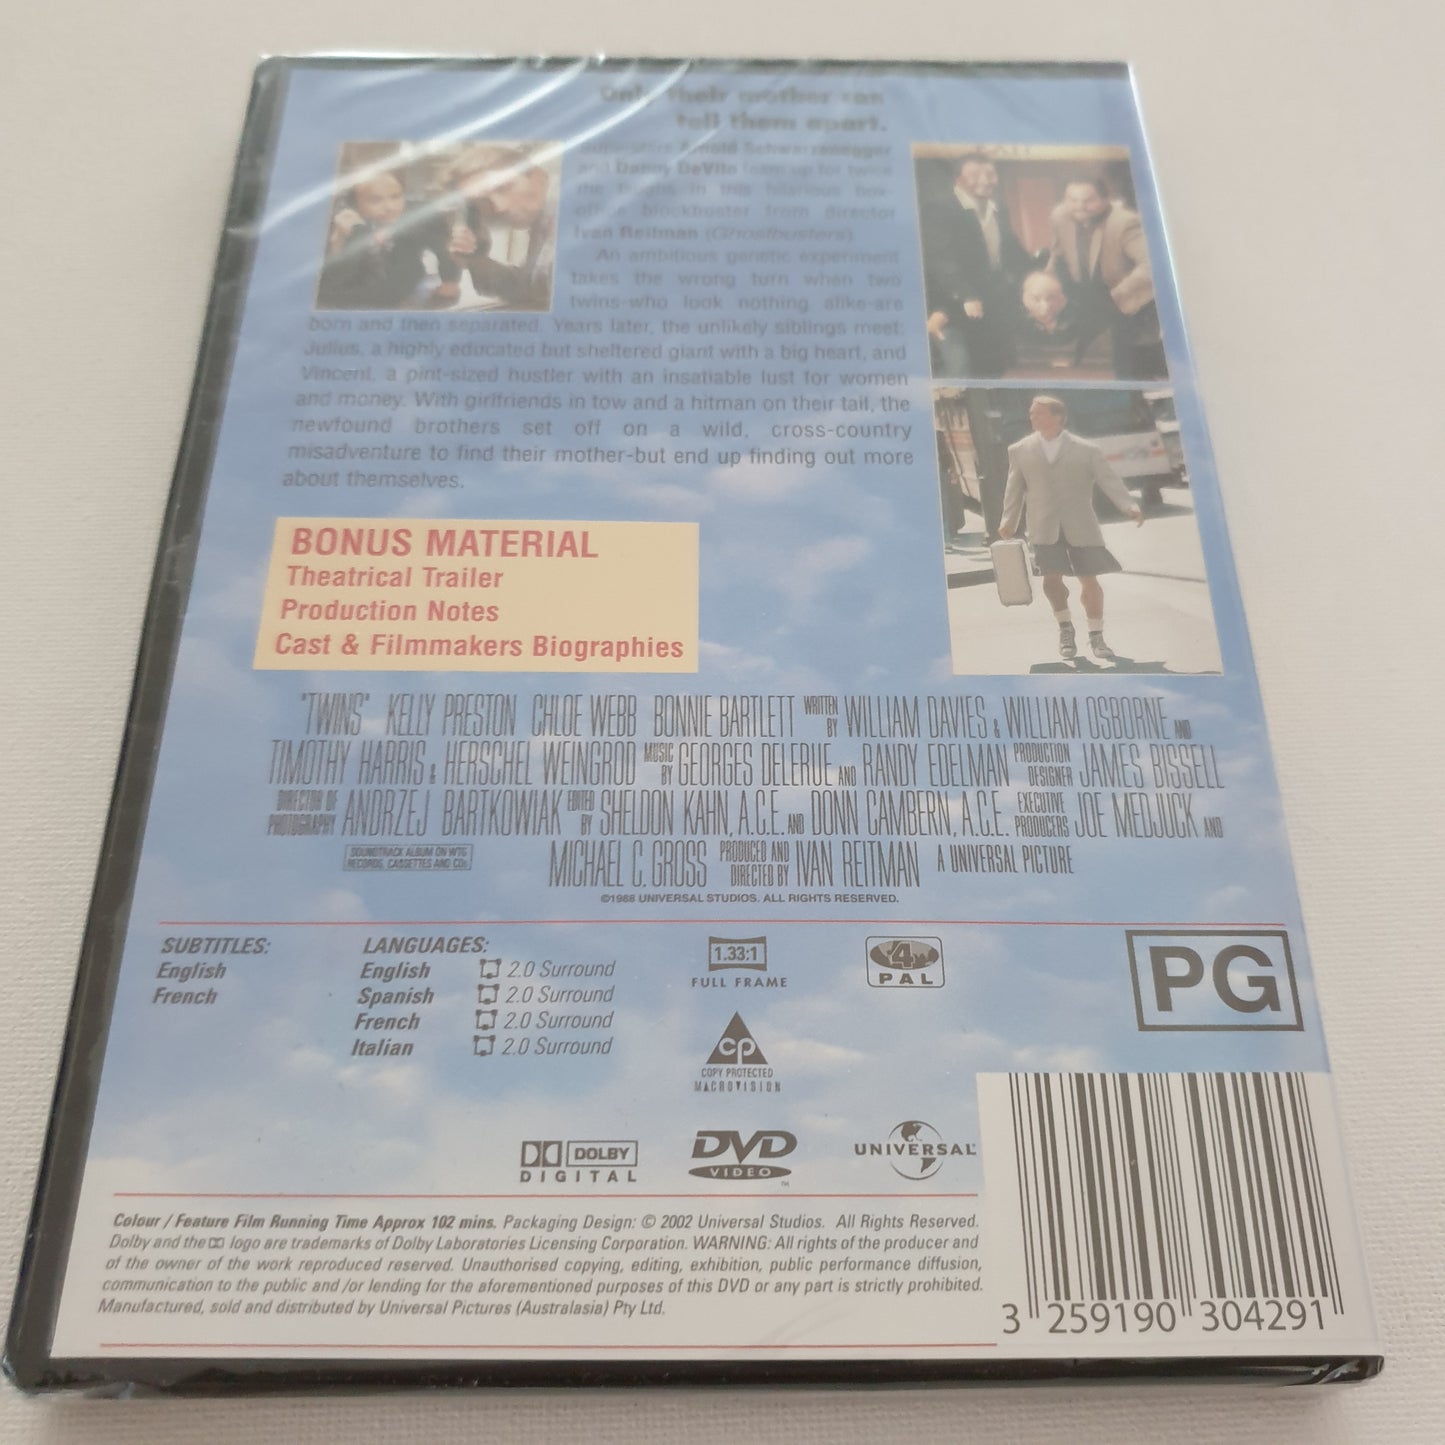 Only their mother can
tell them apart.
Superstars Arnold Schwarzenegger
and Danny DeVito team up for twice
the laughs in this hilarious box-
office blockbuster from director
Ivan Reitman (Ghostbusters).
An ambitious genetic experiment
takes the wrong turn when two
twins-who look nothing alike-are
born and then separated. Years later, the unlikely siblings meet:
Julius, a highly educated but sheltered giant with a big heart, and
Vincent, a pint-sized hustler with an insatiable lust for women
and money. With girlfriends in tow and a hitman on their tail, the
newfound brothers set off on a wild, cross-country
misadventure to find their mother-but end up finding out more
about themselves.
BONUS MATERIAL
Theatrical Trailer
Production Notes
Cast & Filmmakers Biographies
"TWINS" KELLY PRESTON CHLOE WEBB BONNIE BARTLETT WRITTEN BY WILLIAM DAVIES & WILLIAM OSBORNE AND
TIMOTHY HARRIS & HERSCHEL WEINGROD MUSIC BY GEORGES DELERUE AND RANDY EDELMAN PRODUCTION DESIGNER JAMES BISSELL
DIRECTOR OF PHOTOGRAPHY ANDRZEJ BARTKOWIAK EDITED BY SHELDON KAHN, A.C.E. AND DONN CAMBERN, A.C.E. EXECUTIVE PRODUCERS JOE MEDJUCK AND
SOUNDTRACK ALBUM ON WTG RECORDS, CASSETTES AND CDs MICHAEL C. GROSS PRODUCED AND DIRECTED BY IVAN REITMAN A UNIVERSAL PICTURE
©1988 UNIVERSAL STUDIOS. ALL RIGHTS RESERVED.
SUBTITLES:
English
French
LANGUAGES:
English 2.0 Surround
Spanish 2.0 Surround
French 2.0 Surround
Italian 2.0 Surround
1.33:1
FULL FRAME
4
PAL
PG
CP
COPY PROTECTED
MACROVISION
DOLBY
DIGITAL
DVD
VIDEO
TM
UNIVERSAL
Colour / Feature Film Running Time Approx 102 mins. Packaging Design: © 2002 Universal Studios. All Rights Reserved.
Dolby and the logo are trademarks of Dolby Laboratories Licensing Corporation. WARNING: All rights of the producer and
of the owner of the work reproduced reserved. Unauthorised copying, editing, exhibition, public performance diffusion,
communication to the public and /or lending for the aforementioned purposes of this DVD or any part is strictly prohibited.
Manufactured, sold and distributed by Universal Pictures (Australasia) Pty Ltd.
3 259190 304291